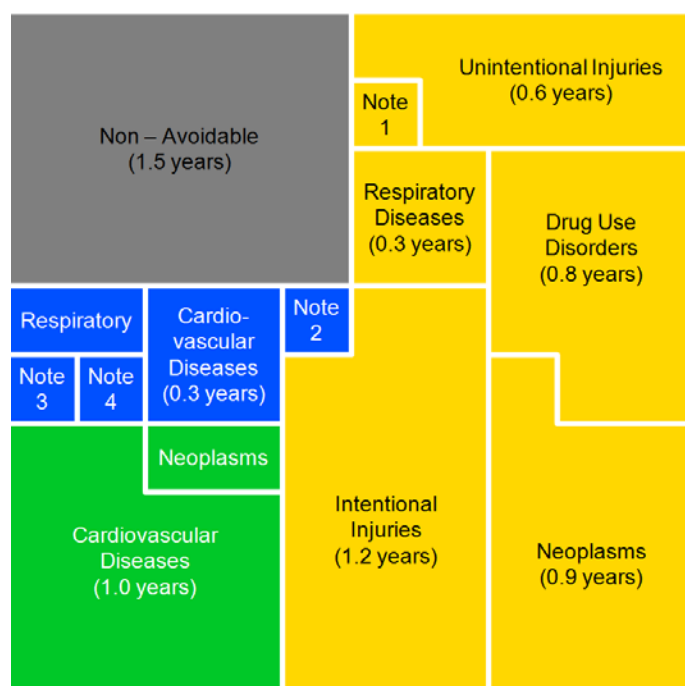 Non – Avoidable
(1.5 years)
Unintentional Injuries
(0.6 years)
Note
1
Respiratory
Diseases
(0.3 years)
Drug Use
Disorders
(0.8 years)
Respiratory
Cardio-
vascular
Diseases
(0.3 years)
Note
2
Note
3
Note
4
Neoplasms
Cardiovascular
Diseases
(1.0 years)
Intentional
Injuries
(1.2 years)
Neoplasms
(0.9 years)